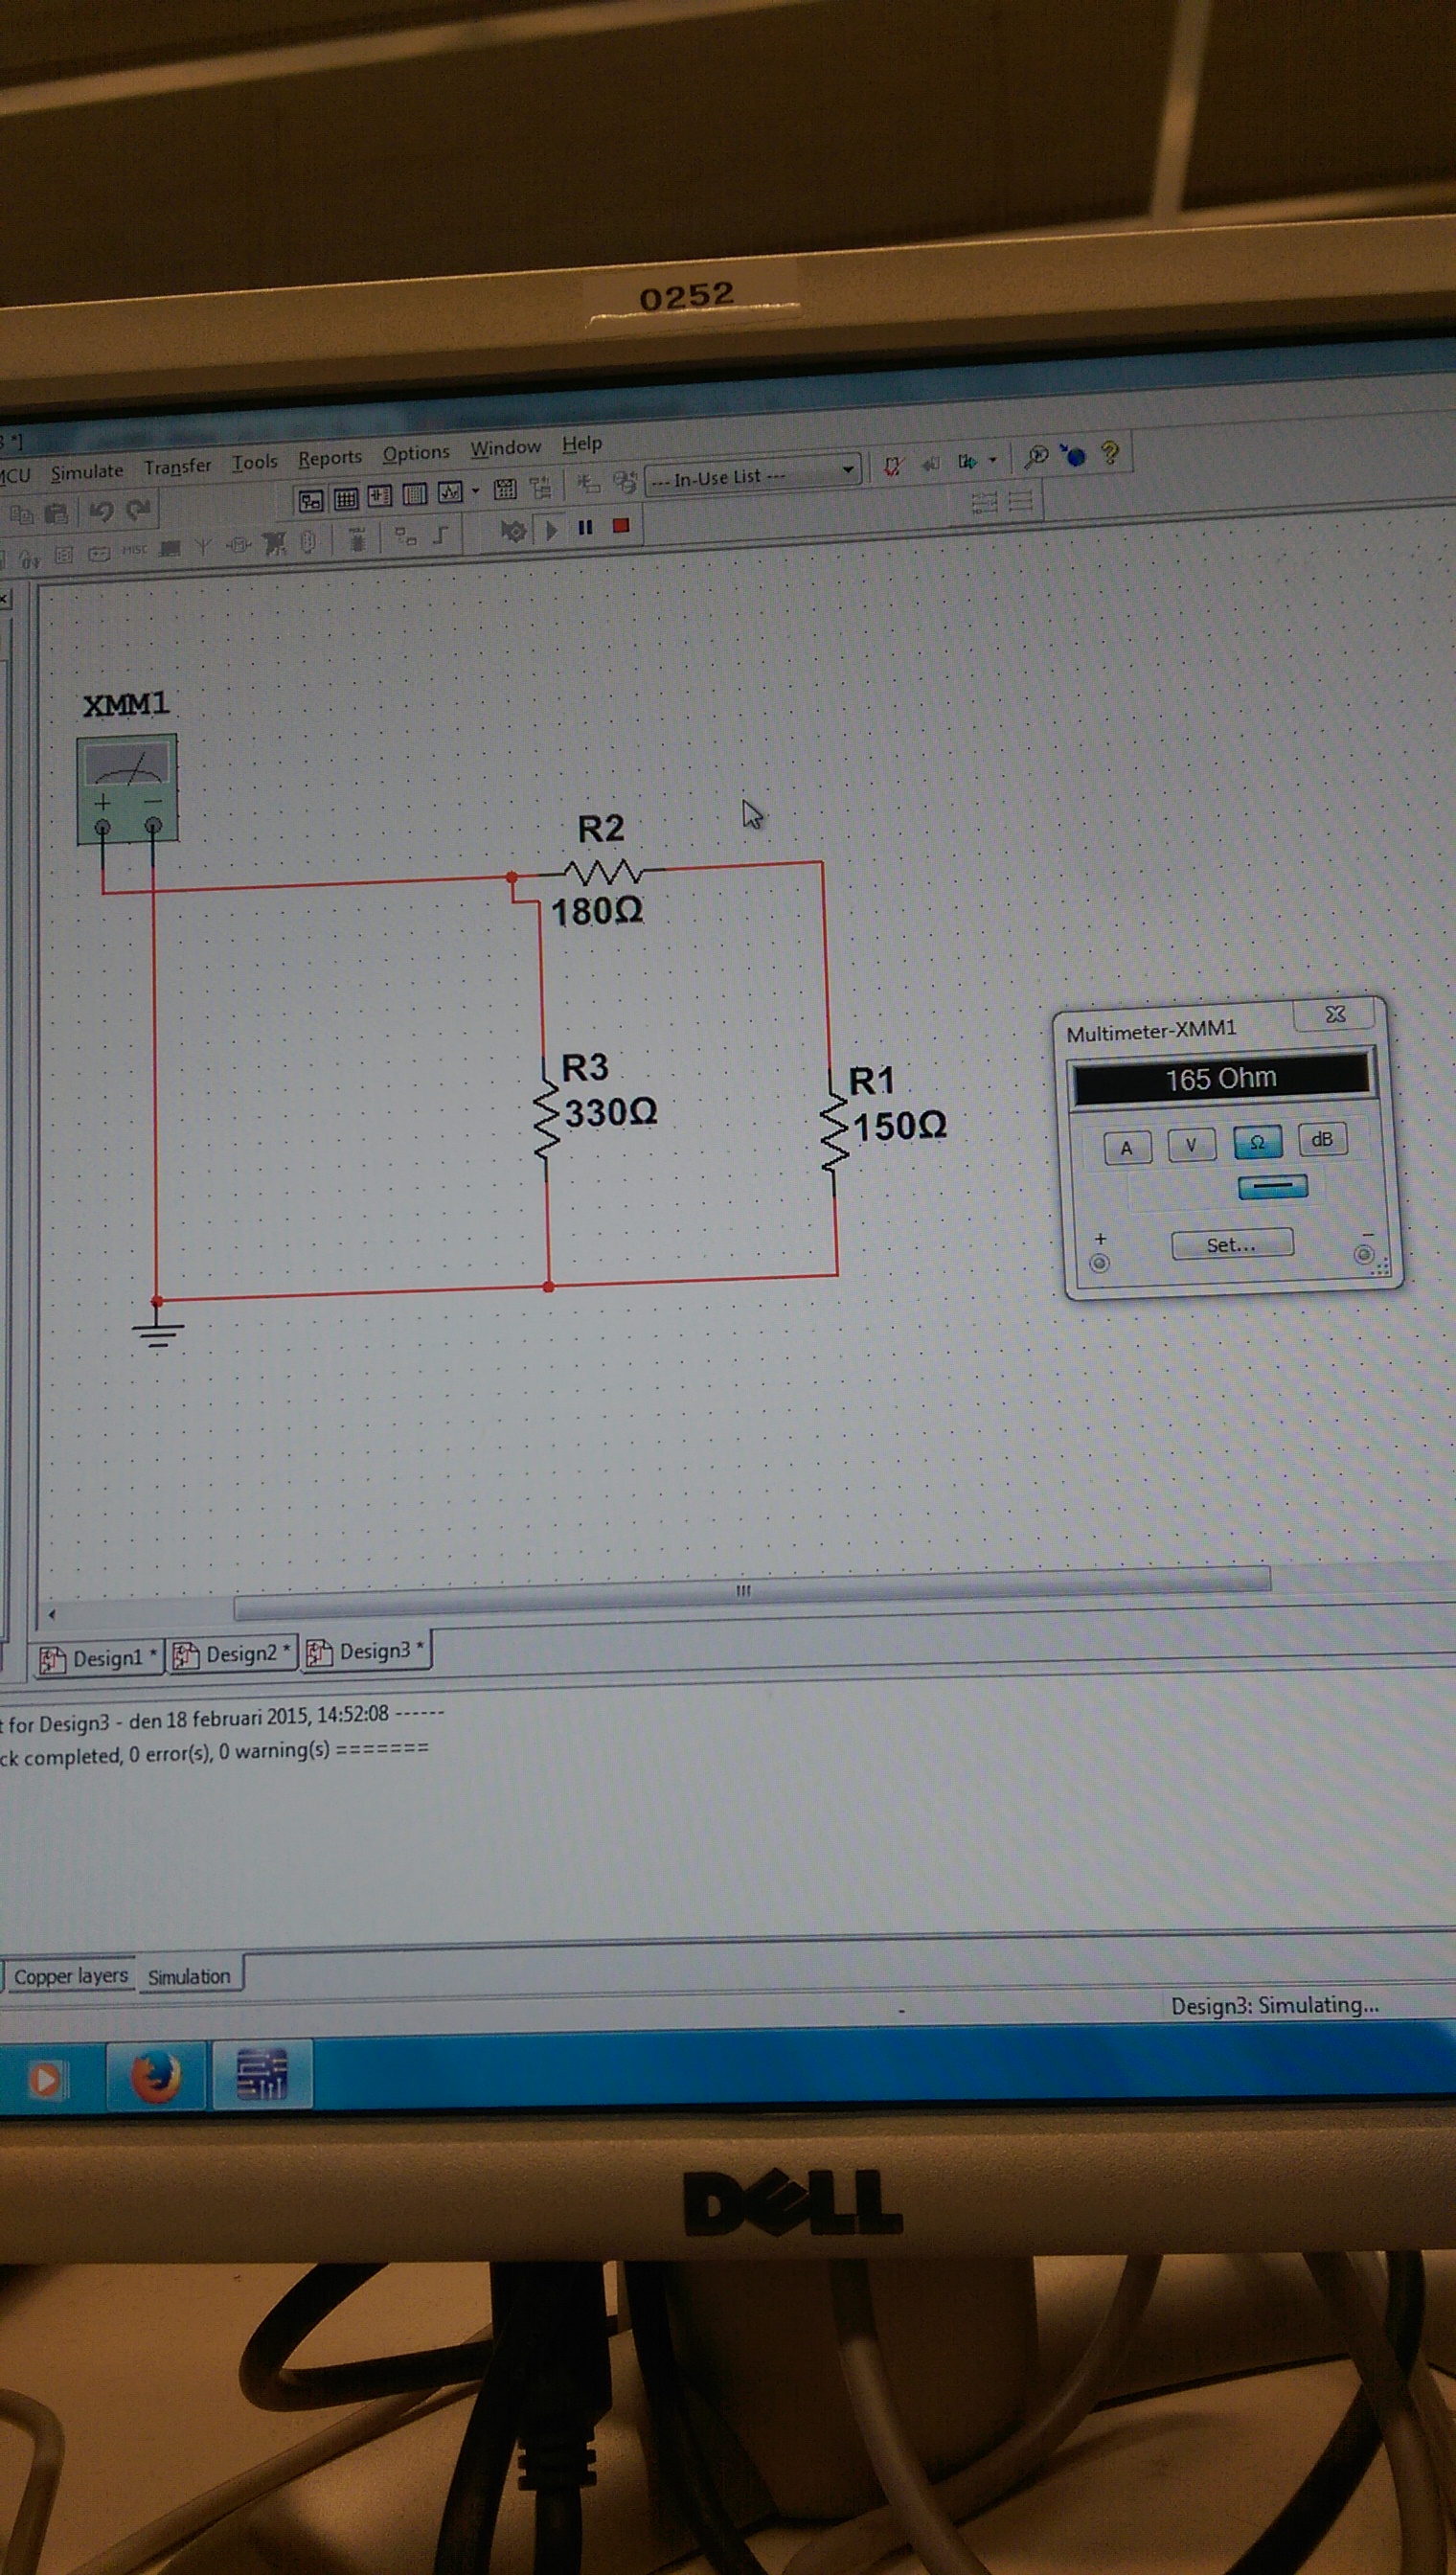 0252
3 *]
MCU Simulate Transfer Tools Reports Options Window Help
--- In-Use List ---
MISC
XMM1
+ −
R2
180Ω
R3
330Ω
R1
150Ω
Multimeter-XMM1
165 Ohm
A V Ω dB
+ Set... −
Design1 * Design2 * Design3 *
t for Design3 - den 18 februari 2015, 14:52:08 ------
ck completed, 0 error(s), 0 warning(s) =======
Copper layers Simulation
- Design3: Simulating...
DELL